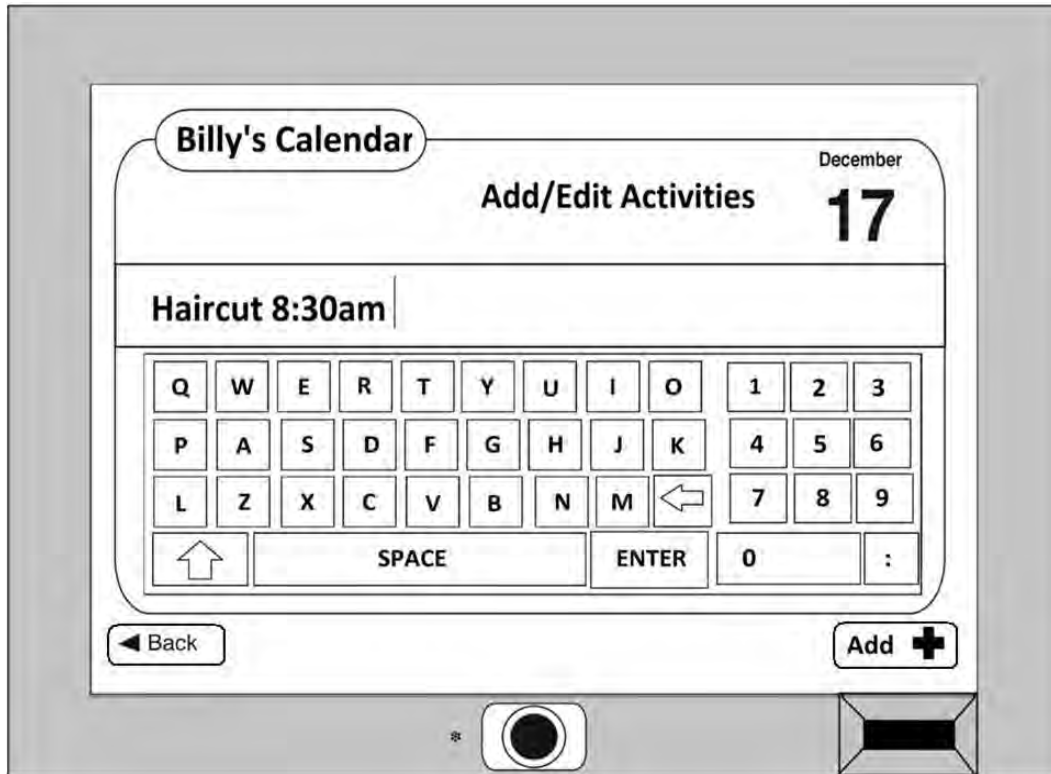 Billy's Calendar
December
Add/Edit Activities
17
Haircut 8:30am
Q W E R T Y U I O 1 2 3
P A S D F G H J K 4 5 6
L Z X C V B N M 7 8 9
SPACE ENTER 0 :
Back
Add